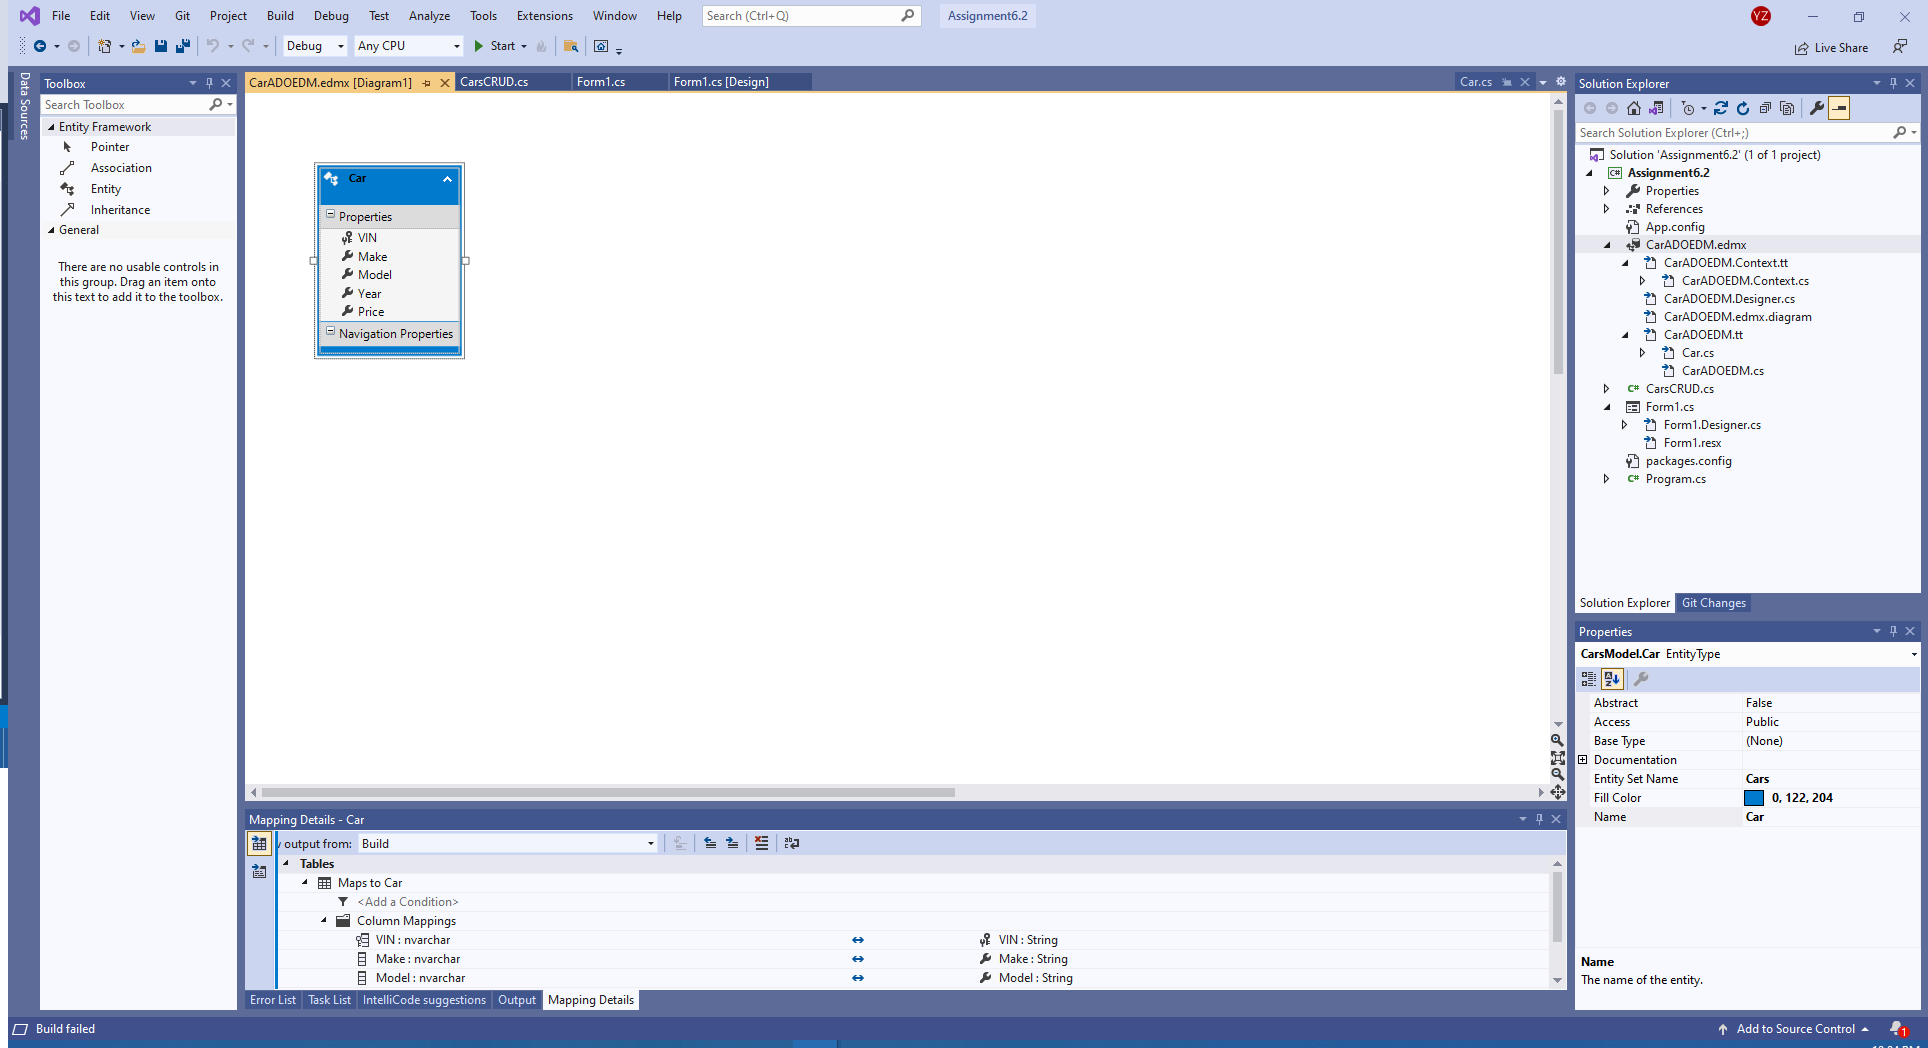 File Edit View Git Project Build Debug Test Analyze Tools Extensions Window Help Search (Ctrl+Q) Assignment6.2 YZ
Debug Any CPU Start Live Share
Data Sources
Toolbox
Search Toolbox
Entity Framework
Pointer
Association
Entity
Inheritance
General
There are no usable controls in
this group. Drag an item onto
this text to add it to the toolbox.
CarADOEDM.edmx [Diagram1] CarsCRUD.cs Form1.cs Form1.cs [Design] Car.cs
Car
Properties
VIN
Make
Model
Year
Price
Navigation Properties
Mapping Details - Car
output from: Build
Tables
Maps to Car
<Add a Condition>
Column Mappings
VIN : nvarchar VIN : String
Make : nvarchar Make : String
Model : nvarchar Model : String
Error List Task List IntelliCode suggestions Output Mapping Details
Solution Explorer
Search Solution Explorer (Ctrl+;)
Solution 'Assignment6.2' (1 of 1 project)
C# Assignment6.2
Properties
References
App.config
CarADOEDM.edmx
CarADOEDM.Context.tt
CarADOEDM.Context.cs
CarADOEDM.Designer.cs
CarADOEDM.edmx.diagram
CarADOEDM.tt
Car.cs
CarADOEDM.cs
C# CarsCRUD.cs
Form1.cs
Form1.Designer.cs
Form1.resx
packages.config
C# Program.cs
Solution Explorer Git Changes
Properties
CarsModel.Car EntityType
Abstract False
Access Public
Base Type (None)
Documentation
Entity Set Name Cars
Fill Color 0, 122, 204
Name Car
Name
The name of the entity.
Build failed Add to Source Control 1